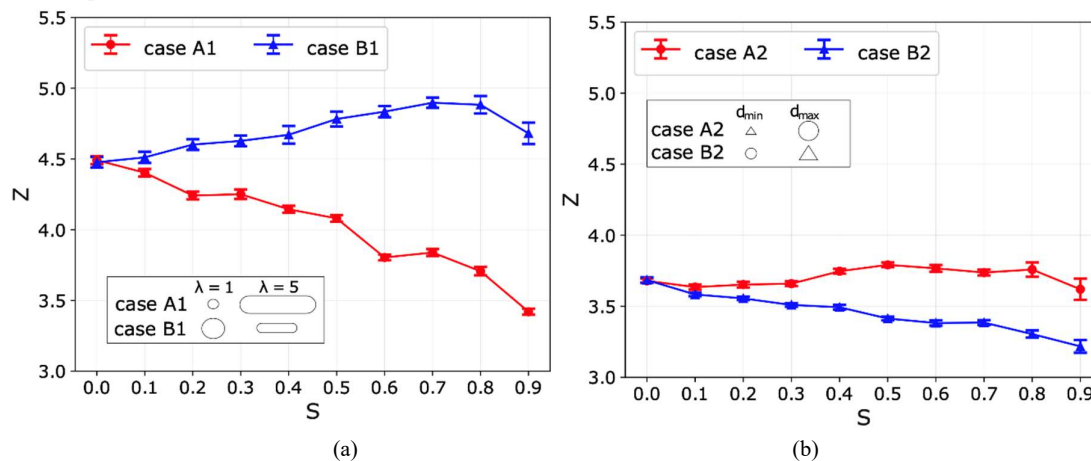 case A1 case B1
5.5
5.0
4.5
4.0
3.5
3.0
Z
λ = 1 λ = 5
case A1
case B1
0.0 0.1 0.2 0.3 0.4 0.5 0.6 0.7 0.8 0.9
S
(a)
case A2 case B2
5.5
5.0
4.5
4.0
3.5
3.0
Z
dmin dmax
case A2
case B2
0.0 0.1 0.2 0.3 0.4 0.5 0.6 0.7 0.8 0.9
S
(b)